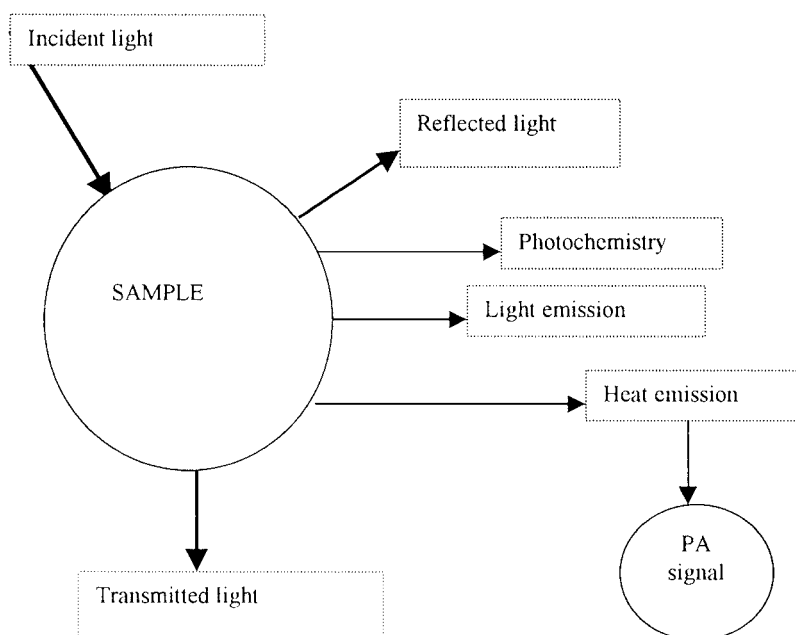 Incident light
Reflected light
Photochemistry
SAMPLE
Light emission
Heat emission
PA
signal
Transmitted light